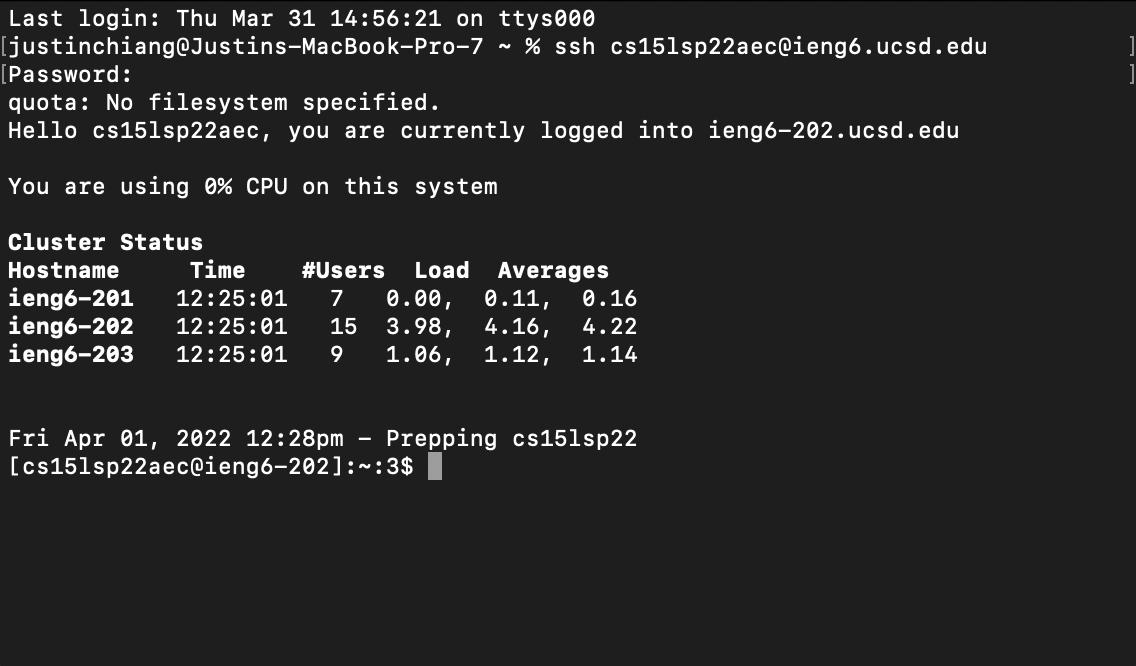 Last login: Thu Mar 31 14:56:21 on ttys000
[justinchiang@Justins-MacBook-Pro-7 ~ % ssh cs15lsp22aec@ieng6.ucsd.edu ]
[Password: ]
quota: No filesystem specified.
Hello cs15lsp22aec, you are currently logged into ieng6-202.ucsd.edu
You are using 0% CPU on this system
Cluster Status
Hostname Time #Users Load Averages
ieng6-201 12:25:01 7 0.00, 0.11, 0.16
ieng6-202 12:25:01 15 3.98, 4.16, 4.22
ieng6-203 12:25:01 9 1.06, 1.12, 1.14
Fri Apr 01, 2022 12:28pm - Prepping cs15lsp22
[cs15lsp22aec@ieng6-202]:~:3$